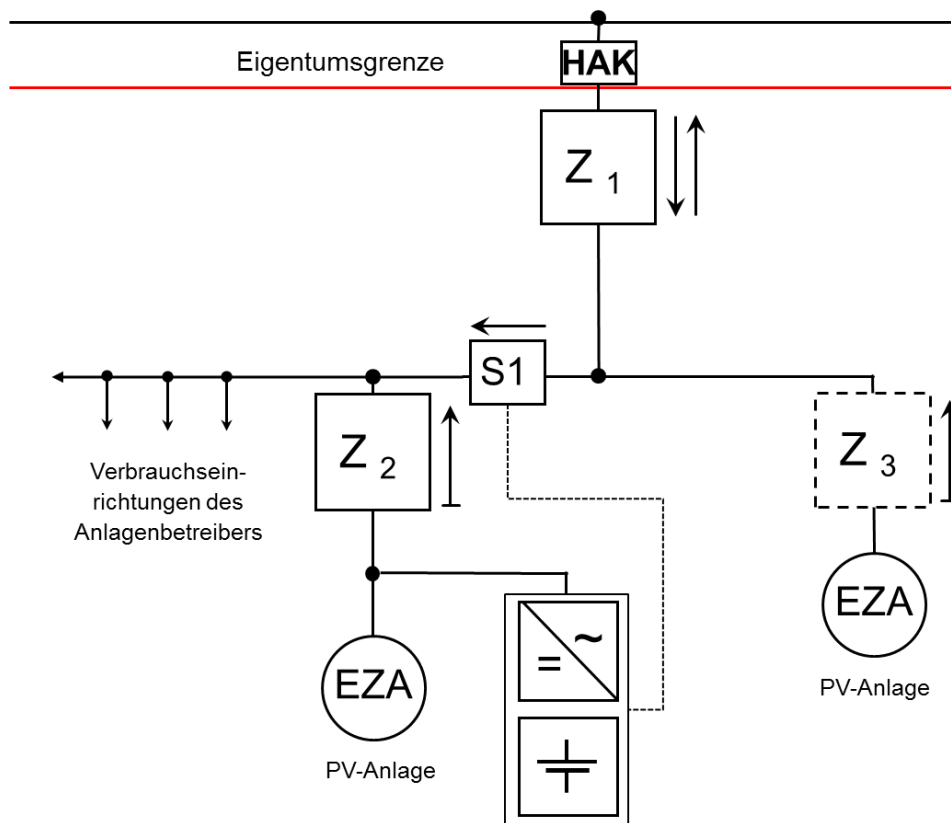 Eigentumsgrenze
HAK
Z 1
S1
Z 2
Z 3
Verbrauchsein-
richtungen des
Anlagenbetreibers
EZA
PV-Anlage
EZA
PV-Anlage